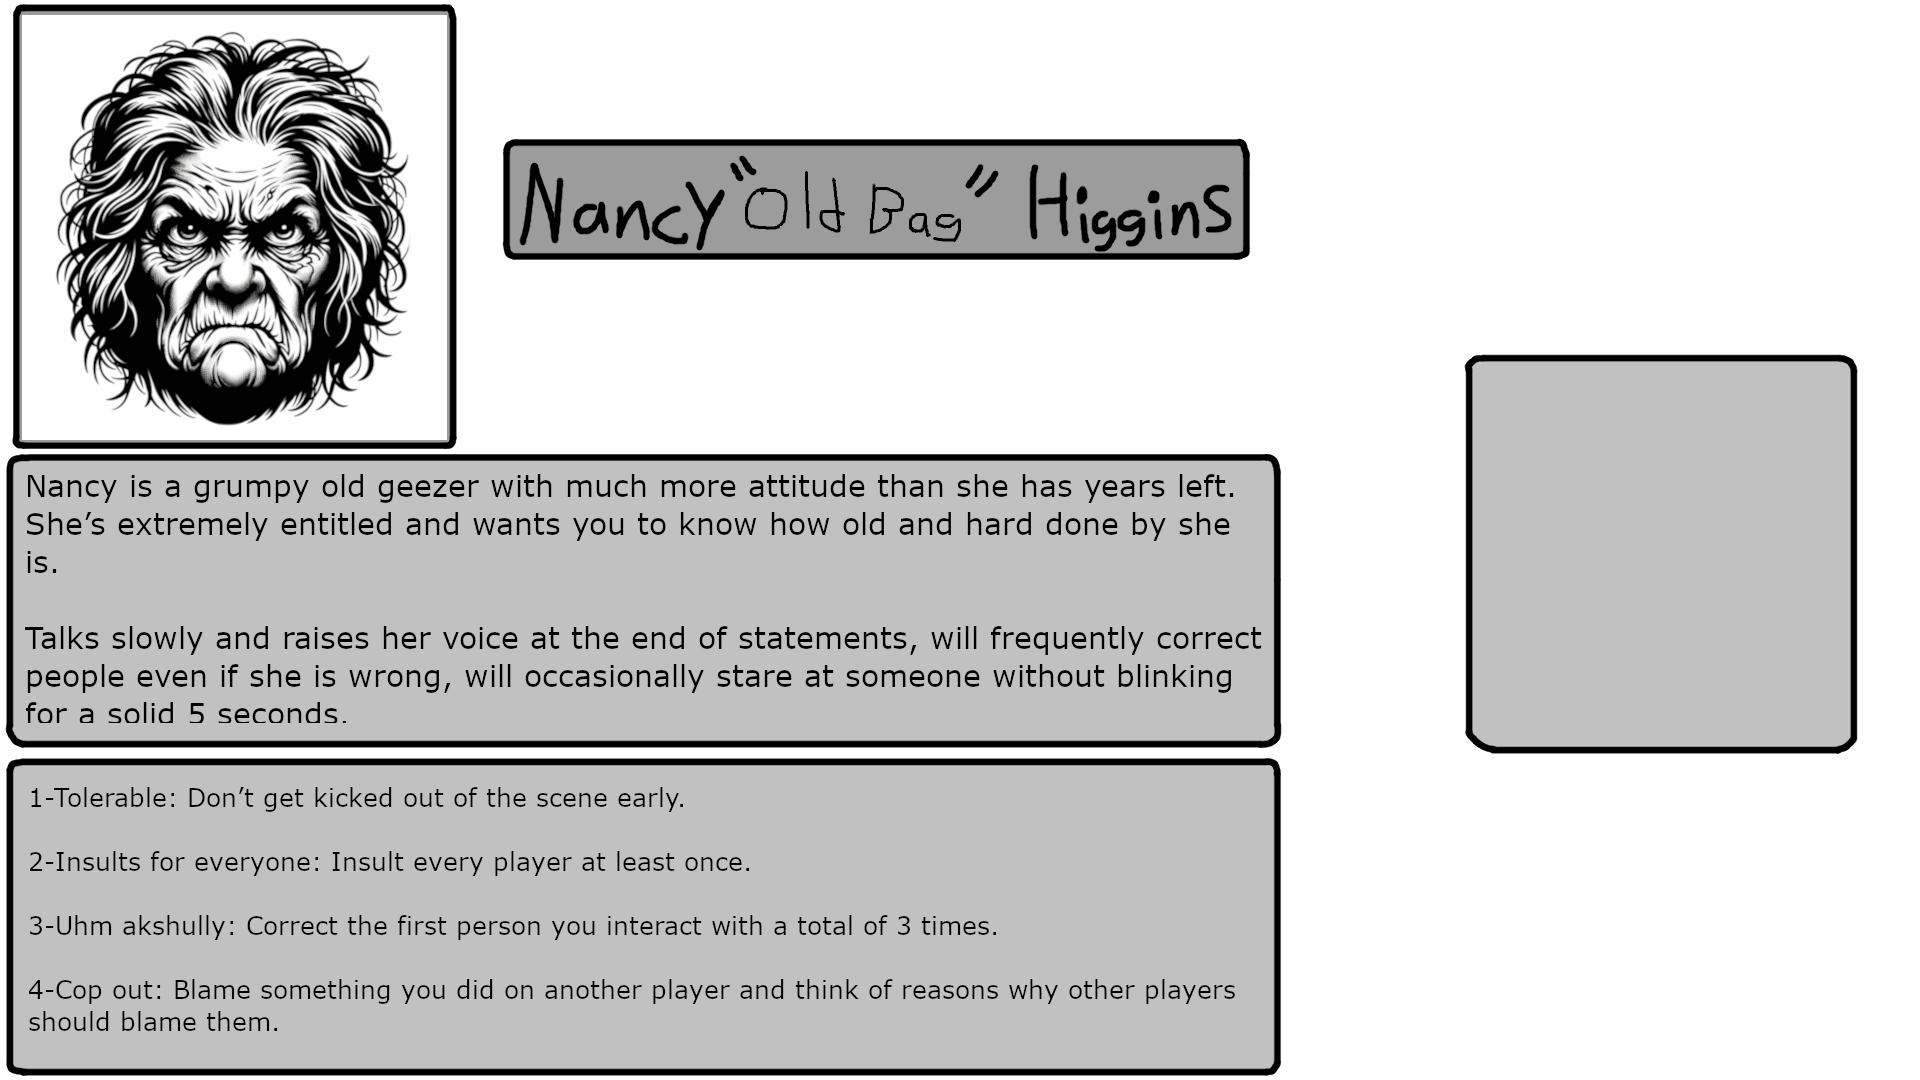 Nancy "Old Bag" Higgins
Nancy is a grumpy old geezer with much more attitude than she has years left.
She’s extremely entitled and wants you to know how old and hard done by she
is.
Talks slowly and raises her voice at the end of statements, will frequently correct
people even if she is wrong, will occasionally stare at someone without blinking
for a solid 5 seconds.
1-Tolerable: Don’t get kicked out of the scene early.
2-Insults for everyone: Insult every player at least once.
3-Uhm akshully: Correct the first person you interact with a total of 3 times.
4-Cop out: Blame something you did on another player and think of reasons why other players
should blame them.